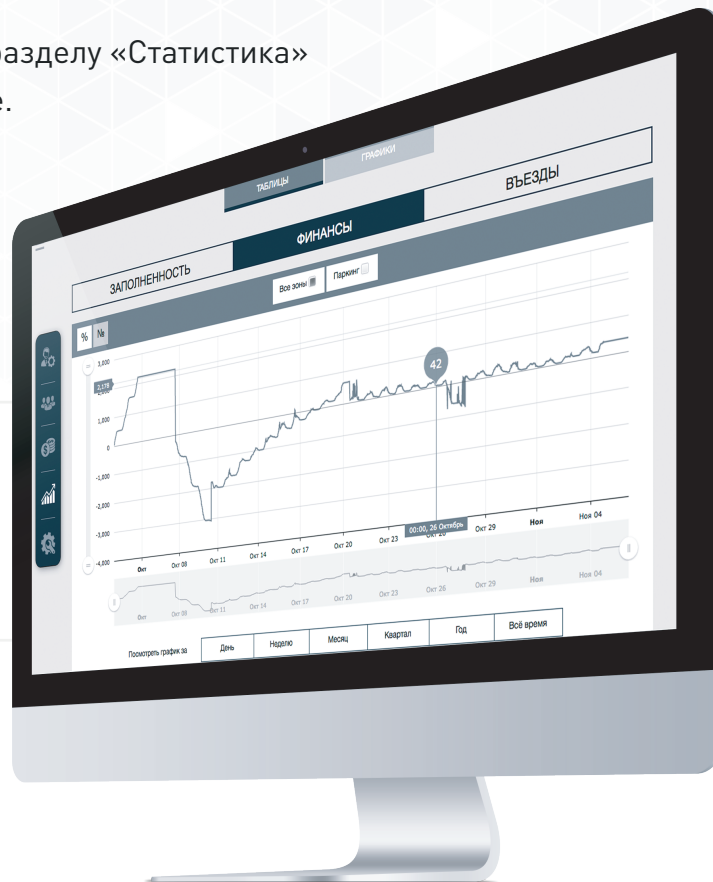 разделу «Статистика»
е.
ТАБЛИЦЫ
ГРАФИКИ
ЗАПОЛНЕННОСТЬ
ФИНАНСЫ
ВЪЕЗДЫ
Все зоны
Паркинг
%
№
3,000
2,178
1,000
0
-1,000
-2,000
-3,000
-4,000
42
00:00, 26 Октябрь
Окт
Окт 08
Окт 11
Окт 14
Окт 17
Окт 20
Окт 23
Окт 29
Ноя
Ноя 04
Окт
Окт 08
Окт 11
Окт 14
Окт 17
Окт 20
Окт 23
Окт 26
Окт 29
Ноя
Ноя 04
Посмотреть график за
День
Неделю
Месяц
Квартал
Год
Всё время